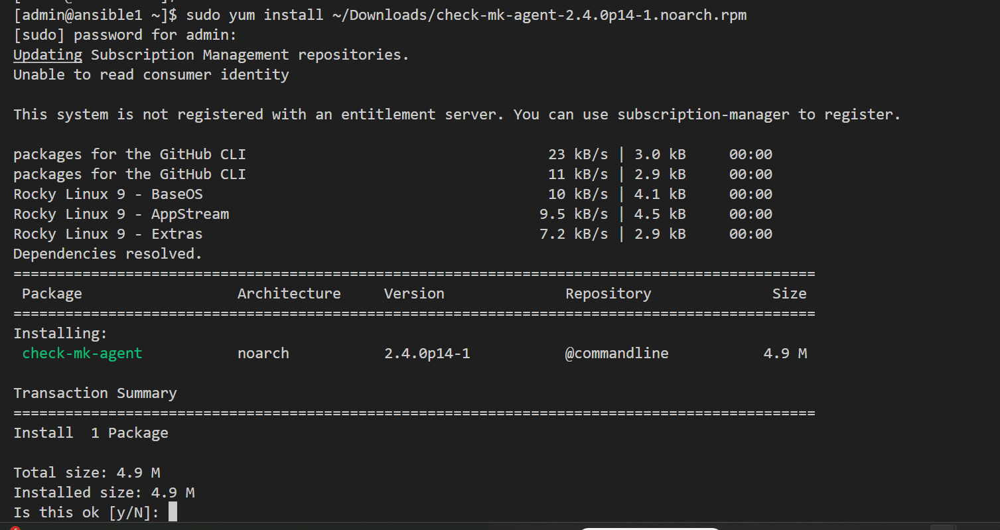 [admin@ansible1 ~]$ sudo yum install ~/Downloads/check-mk-agent-2.4.0p14-1.noarch.rpm
[sudo] password for admin:
Updating Subscription Management repositories.
Unable to read consumer identity
This system is not registered with an entitlement server. You can use subscription-manager to register.
packages for the GitHub CLI 23 kB/s | 3.0 kB 00:00
packages for the GitHub CLI 11 kB/s | 2.9 kB 00:00
Rocky Linux 9 - BaseOS 10 kB/s | 4.1 kB 00:00
Rocky Linux 9 - AppStream 9.5 kB/s | 4.5 kB 00:00
Rocky Linux 9 - Extras 7.2 kB/s | 2.9 kB 00:00
Dependencies resolved.
=============================================================================================
Package Architecture Version Repository Size
=============================================================================================
Installing:
check-mk-agent noarch 2.4.0p14-1 @commandline 4.9 M
Transaction Summary
=============================================================================================
Install 1 Package
Total size: 4.9 M
Installed size: 4.9 M
Is this ok [y/N]: